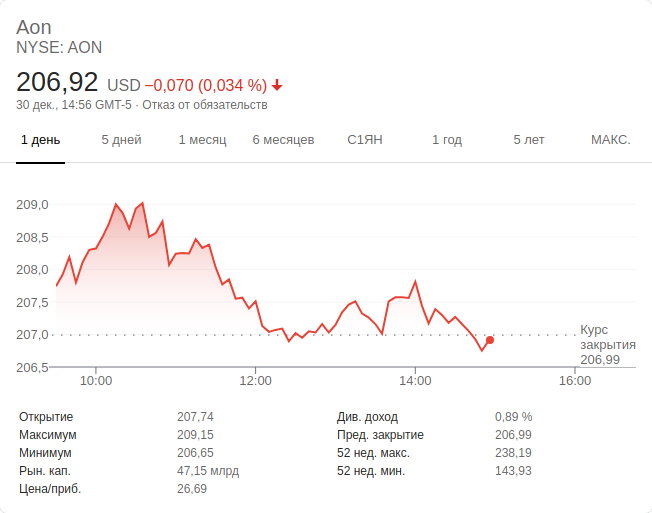 Aon
NYSE: AON
206,92 USD −0,070 (0,034 %)
30 дек., 14:56 GMT-5 · Отказ от обязательств
1 день 5 дней 1 месяц 6 месяцев С1ЯН 1 год 5 лет МАКС.
209,0
208,5
208,0
207,5
207,0
206,5
Курс
закрытия
206,99
10:00 12:00 14:00 16:00
Открытие 207,74 Див. доход 0,89 %
Максимум 209,15 Пред. закрытие 206,99
Минимум 206,65 52 нед. макс. 238,19
Рын. кап. 47,15 млрд 52 нед. мин. 143,93
Цена/приб. 26,69